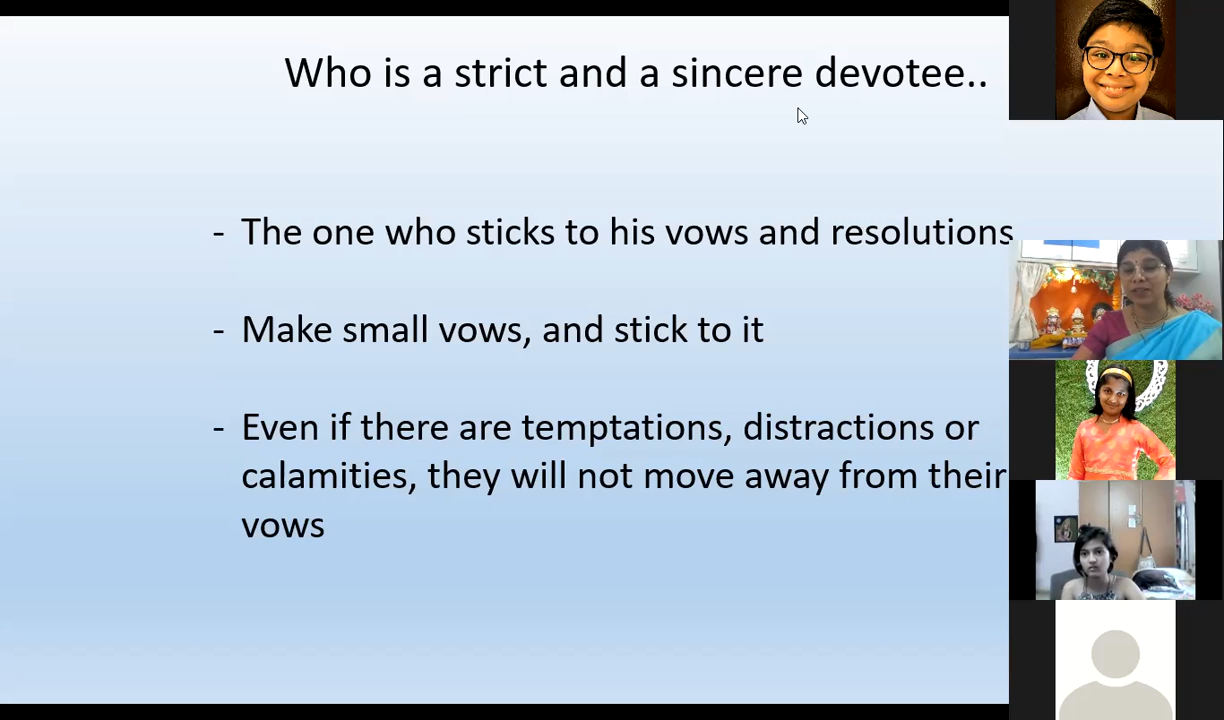 Who is a strict and a sincere devotee..
- The one who sticks to his vows and resolutions
- Make small vows, and stick to it
- Even if there are temptations, distractions or
calamities, they will not move away from their
vows